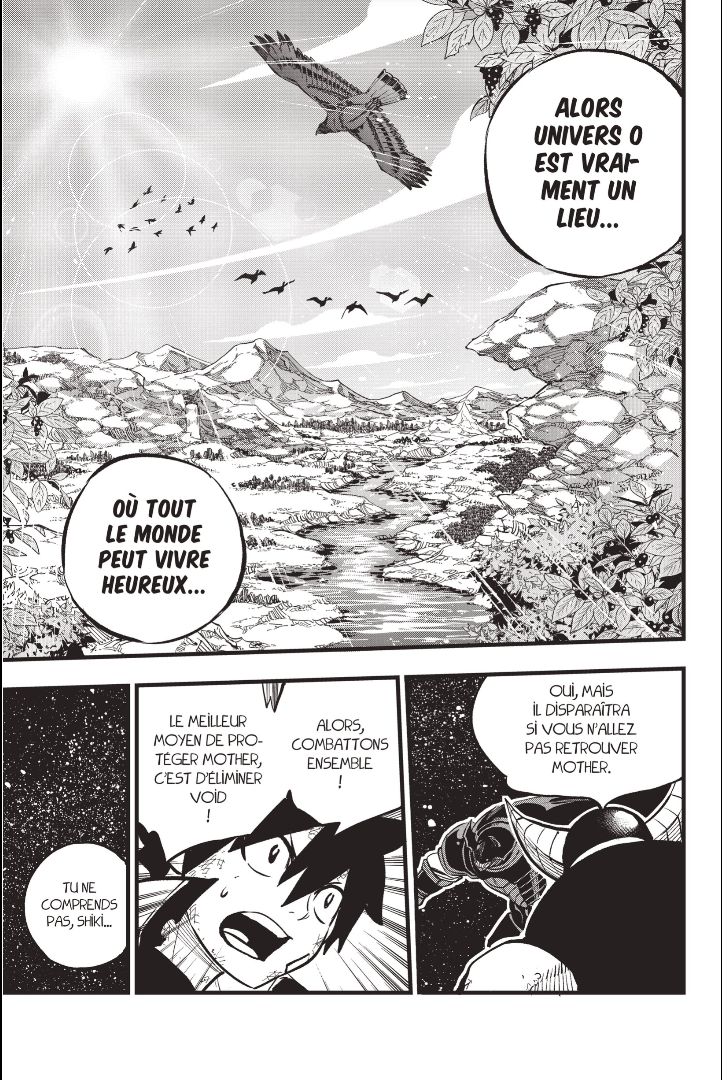 ALORS
UNIVERS 0
EST VRAI-
MENT UN
LIEU...
OÙ TOUT
LE MONDE
PEUT VIVRE
HEUREUX...
OUI, MAIS
IL DISPARAÎTRA
SI VOUS N'ALLEZ
PAS RETROUVER
MOTHER.
ALORS,
COMBATTONS
ENSEMBLE
!
LE MEILLEUR
MOYEN DE PRO-
TÉGER MOTHER,
C'EST D'ÉLIMINER
VOID
!
TU NE
COMPRENDS
PAS, SHIKI...